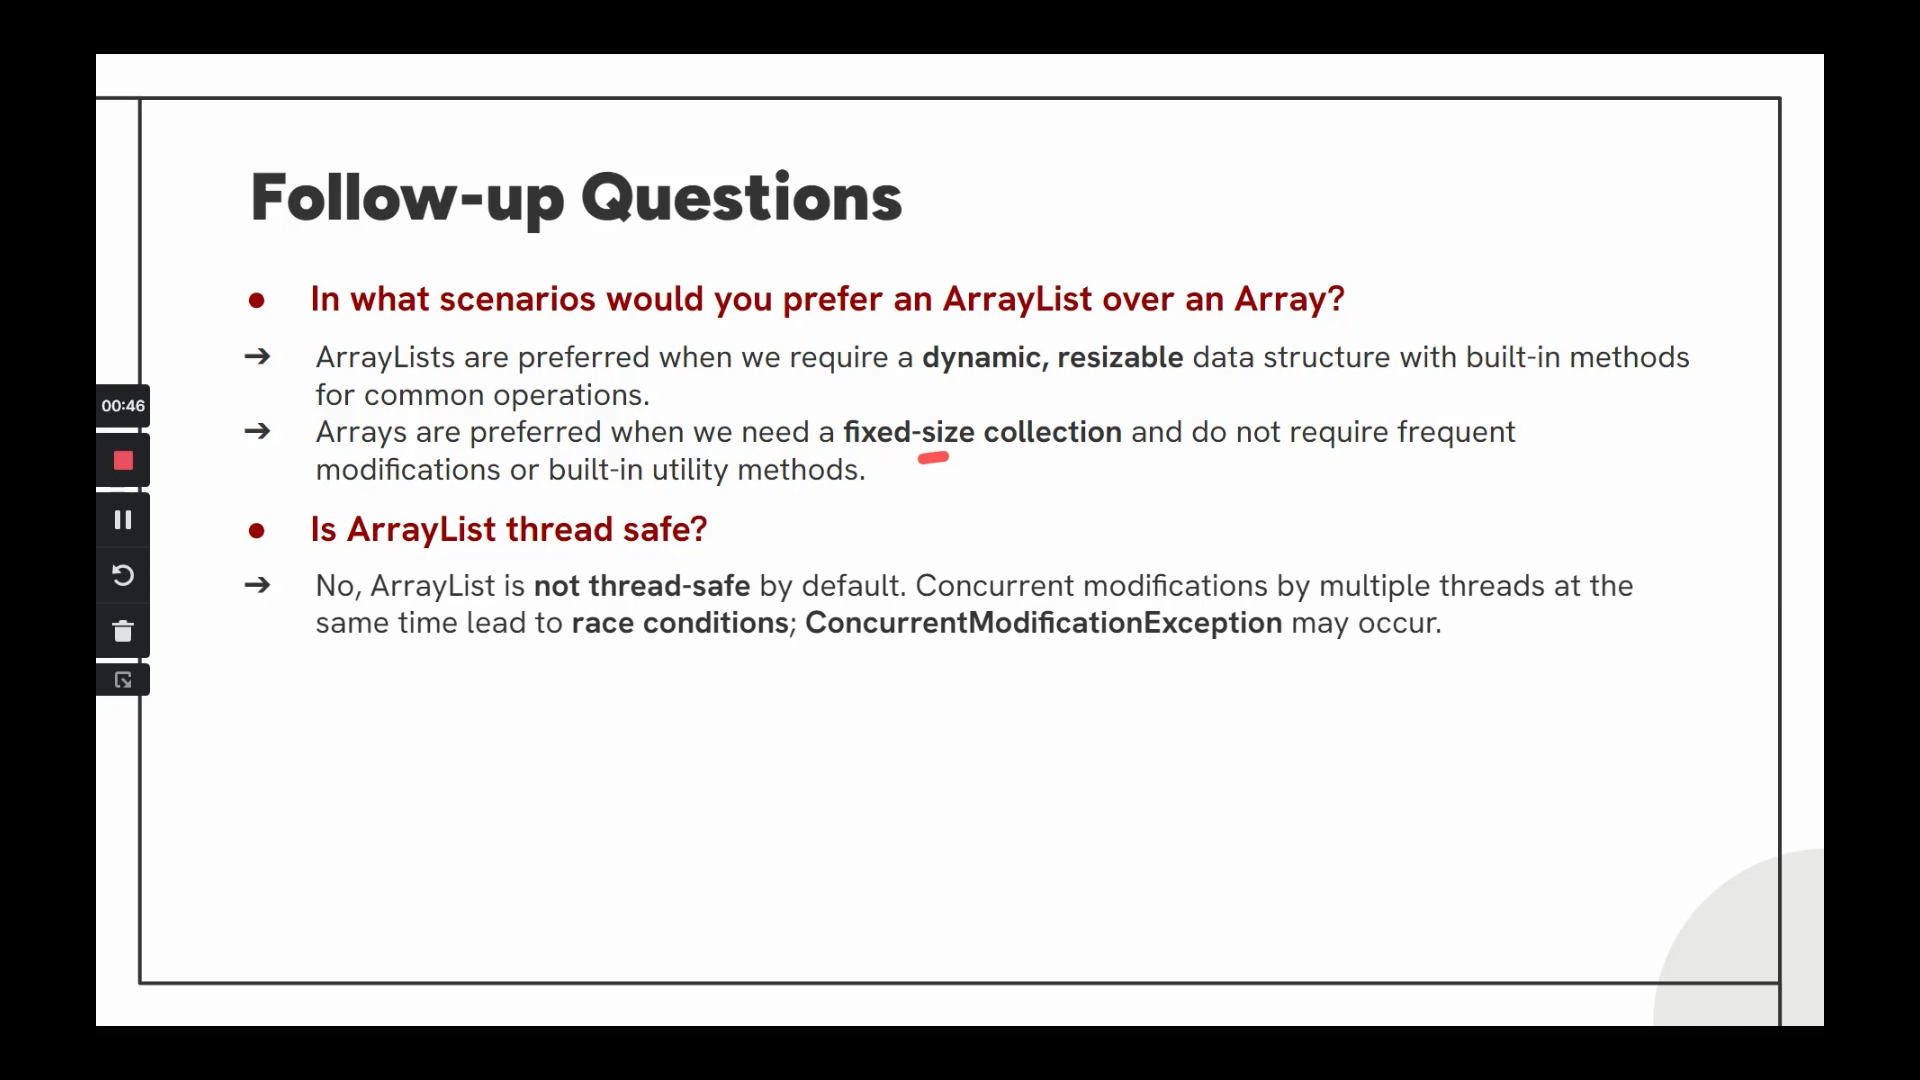 Follow-up Questions
● In what scenarios would you prefer an ArrayList over an Array?
➔ ArrayLists are preferred when we require a dynamic, resizable data structure with built-in methods
for common operations.
➔ Arrays are preferred when we need a fixed-size collection and do not require frequent
modifications or built-in utility methods.
● Is ArrayList thread safe?
➔ No, ArrayList is not thread-safe by default. Concurrent modifications by multiple threads at the
same time lead to race conditions; ConcurrentModificationException may occur.
00:46